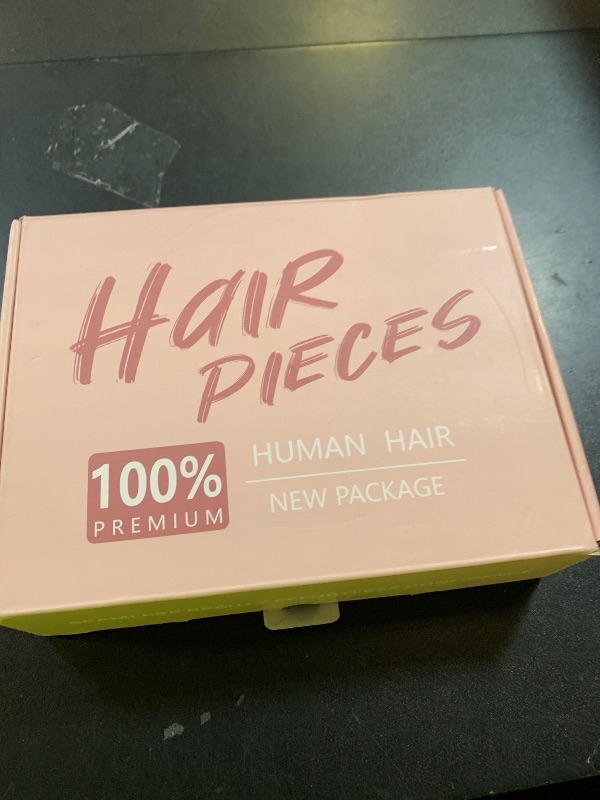 HaIR
PIECES
100%
PREMIUM
HUMAN HAIR
NEW PACKAGE